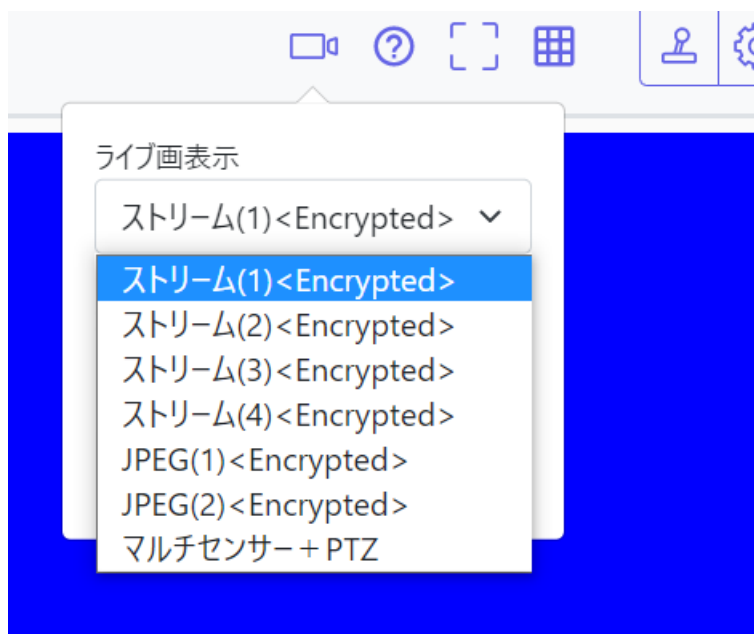 ライブ画表示
ストリーム(1)<Encrypted>
ストリーム(1)<Encrypted>
ストリーム(2)<Encrypted>
ストリーム(3)<Encrypted>
ストリーム(4)<Encrypted>
JPEG(1)<Encrypted>
JPEG(2)<Encrypted>
マルチセンサー＋PTZ